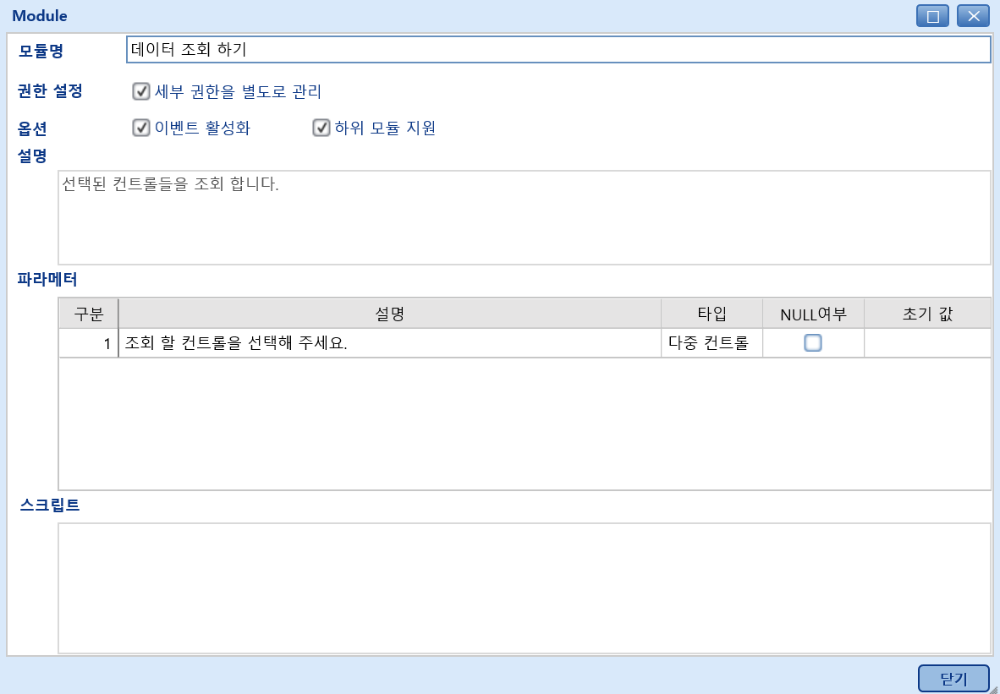 Module
모듈명 데이터 조회 하기
권한 설정 세부 권한을 별도로 관리
옵션 이벤트 활성화 하위 모듈 지원
설명
선택된 컨트롤들을 조회 합니다.
파라메터
구분 설명 타입 NULL여부 초기 값
1 조회 할 컨트롤을 선택해 주세요. 다중 컨트롤
스크립트
닫기